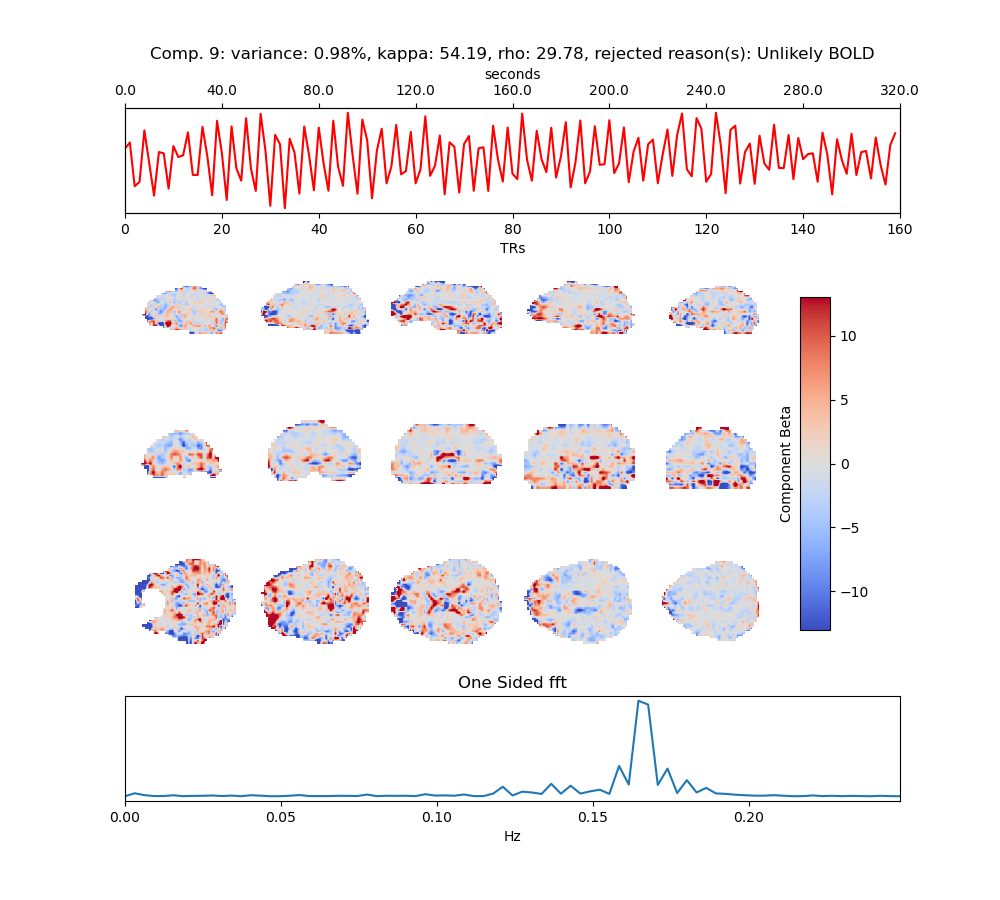 Comp. 9: variance: 0.98%, kappa: 54.19, rho: 29.78, rejected reason(s): Unlikely BOLD
seconds
0.0 40.0 80.0 120.0 160.0 200.0 240.0 280.0 320.0
0 20 40 60 80 100 120 140 160
TRs
10
5
0
−5
−10
Component Beta
One Sided fft
0.00 0.05 0.10 0.15 0.20
Hz